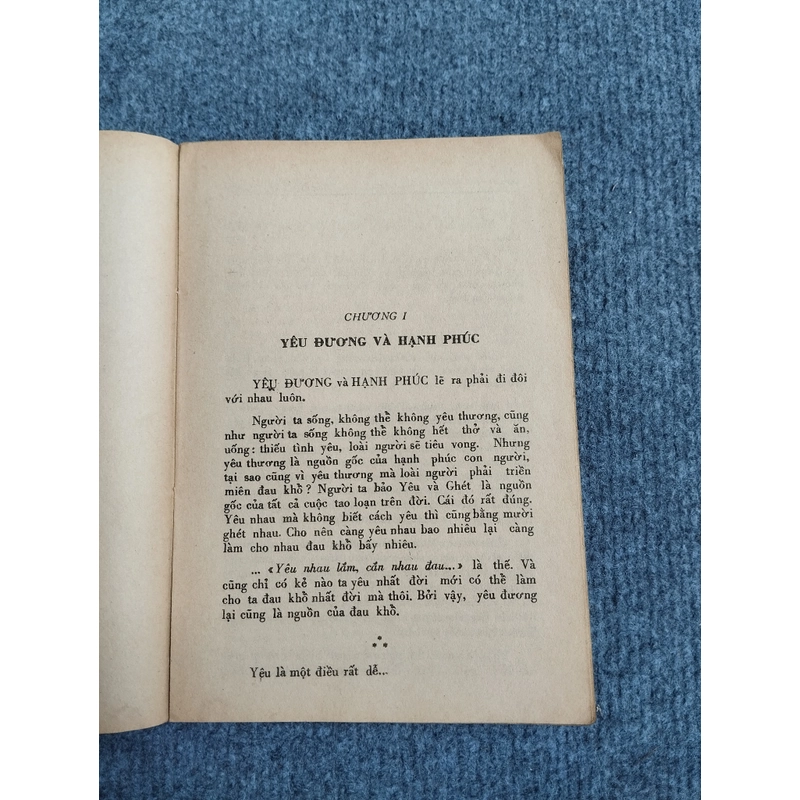 CHƯƠNG I
YÊU ĐƯƠNG VÀ HẠNH PHÚC
YÊU ĐƯƠNG và HẠNH PHÚC lẽ ra phải đi đôi
với nhau luôn.
Người ta sống, không thể không yêu thương, cũng
như người ta sống không thể không hết thở và ăn,
uống: thiếu tình yêu, loài người sẽ tiêu vong. Nhưng
yêu thương là nguồn gốc của hạnh phúc con người,
tại sao cũng vì yêu thương mà loài người phải triền
miên đau khổ? Người ta bảo Yêu và Ghét là nguồn
gốc của tất cả cuộc tao loạn trên đời. Cái đó rất đúng.
Yêu nhau mà không biết cách yêu thì cũng bằng mười
ghét nhau. Cho nên càng yêu nhau bao nhiêu lại càng
làm cho nhau đau khổ bấy nhiêu.
... «Yêu nhau lắm, cắn nhau đau...» là thế. Và
cũng chỉ có kẻ nào ta yêu nhất đời mới có thể làm
cho ta đau khổ nhất đời mà thôi. Bởi vậy, yêu đương
lại cũng là nguồn của đau khổ.
Yêu là một điều rất dễ...